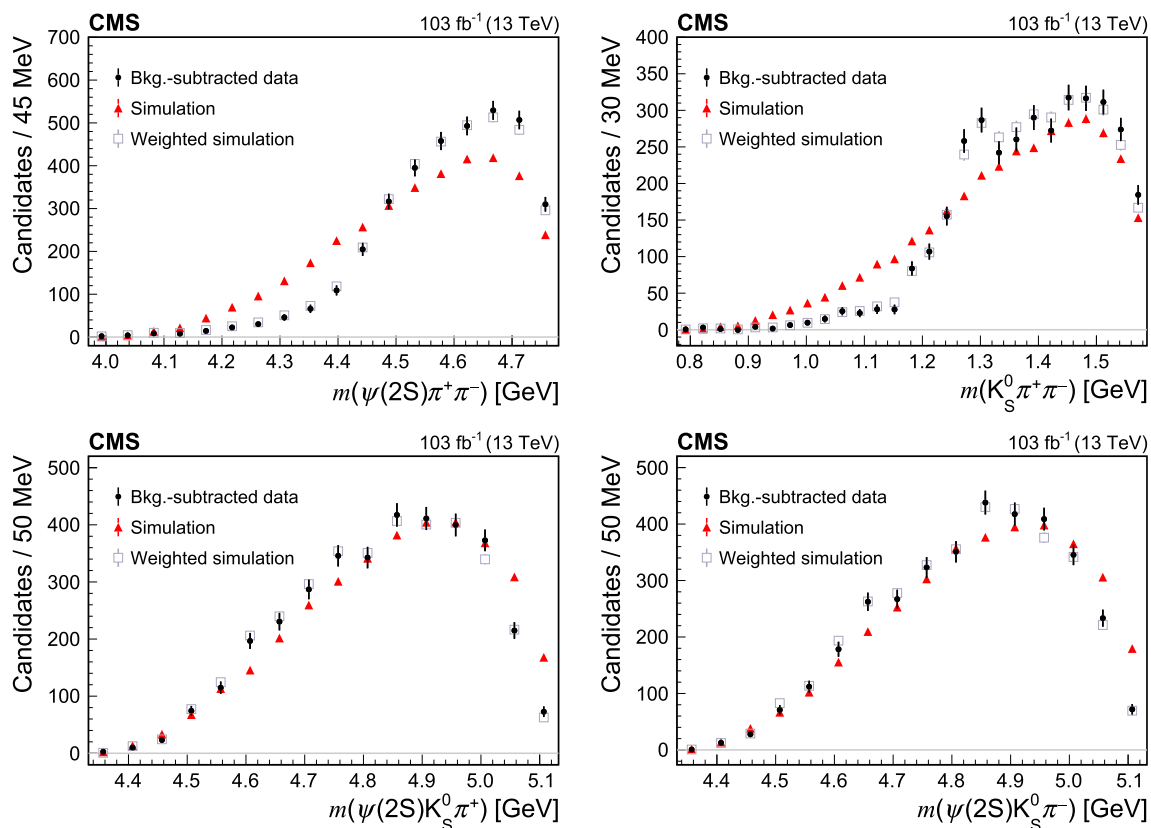 CMS 103 fb⁻¹ (13 TeV)
Candidates / 45 MeV
700
600
500
400
300
200
100
0
Bkg.-subtracted data
Simulation
Weighted simulation
4.0 4.1 4.2 4.3 4.4 4.5 4.6 4.7
m(ψ(2S)π⁺π⁻) [GeV]
CMS 103 fb⁻¹ (13 TeV)
Candidates / 30 MeV
400
350
300
250
200
150
100
50
0
Bkg.-subtracted data
Simulation
Weighted simulation
0.8 0.9 1.0 1.1 1.2 1.3 1.4 1.5
m(K⁰_S π⁺π⁻) [GeV]
CMS 103 fb⁻¹ (13 TeV)
Candidates / 50 MeV
500
400
300
200
100
0
Bkg.-subtracted data
Simulation
Weighted simulation
4.4 4.5 4.6 4.7 4.8 4.9 5.0 5.1
m(ψ(2S)K⁰_S π⁺) [GeV]
CMS 103 fb⁻¹ (13 TeV)
Candidates / 50 MeV
500
400
300
200
100
0
Bkg.-subtracted data
Simulation
Weighted simulation
4.4 4.5 4.6 4.7 4.8 4.9 5.0 5.1
m(ψ(2S)K⁰_S π⁻) [GeV]